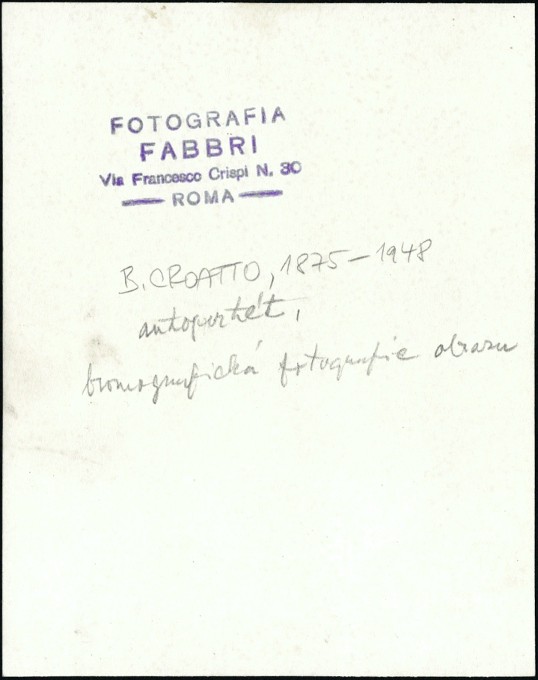 FOTOGRAFIA
FABBRI
Via Francesco Crispi N. 30
ROMA
B. CROATTO, 1875 – 1948
autoportrét,
bromografická fotografie obrazu